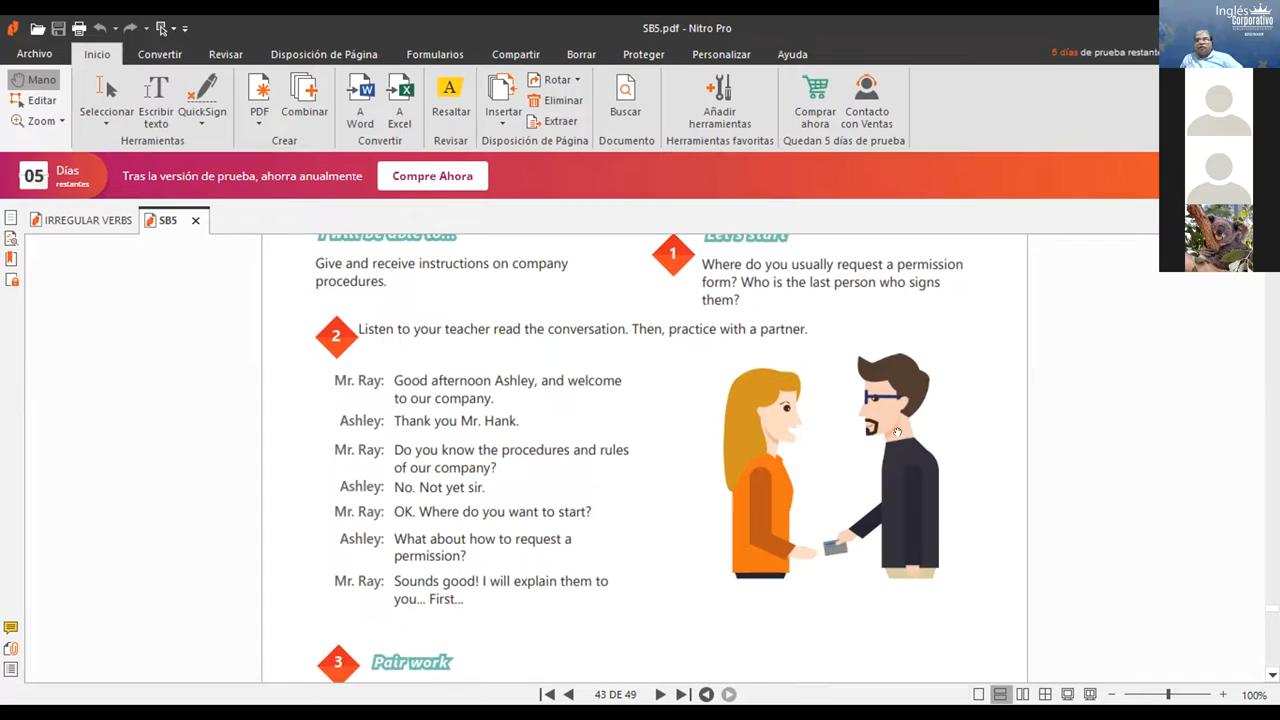 SB5.pdf - Nitro Pro
Inglés
Corporativo
Archivo Inicio Convertir Revisar Disposición de Página Formularios Compartir Borrar Proteger Personalizar Ayuda
5 días de prueba restante
Mano
Editar
Zoom
Seleccionar
Escribir texto
QuickSign
Herramientas
PDF
Combinar
Crear
A Word
A Excel
Convertir
Resaltar
Revisar
Insertar
Rotar
Eliminar
Extraer
Disposición de Página
Buscar
Documento
Añadir herramientas
Herramientas favoritas
Comprar ahora
Contacto con Ventas
Quedan 5 días de prueba
05 Días restantes
Tras la versión de prueba, ahorra anualmente
Compre Ahora
IRREGULAR VERBS
SB5
I will be able to...
Give and receive instructions on company
procedures.
Let's start
1
Where do you usually request a permission
form? Who is the last person who signs
them?
2
Listen to your teacher read the conversation. Then, practice with a partner.
Mr. Ray: Good afternoon Ashley, and welcome
to our company.
Ashley: Thank you Mr. Hank.
Mr. Ray: Do you know the procedures and rules
of our company?
Ashley: No. Not yet sir.
Mr. Ray: OK. Where do you want to start?
Ashley: What about how to request a
permission?
Mr. Ray: Sounds good! I will explain them to
you... First...
3
Pair work
43 DE 49
100%